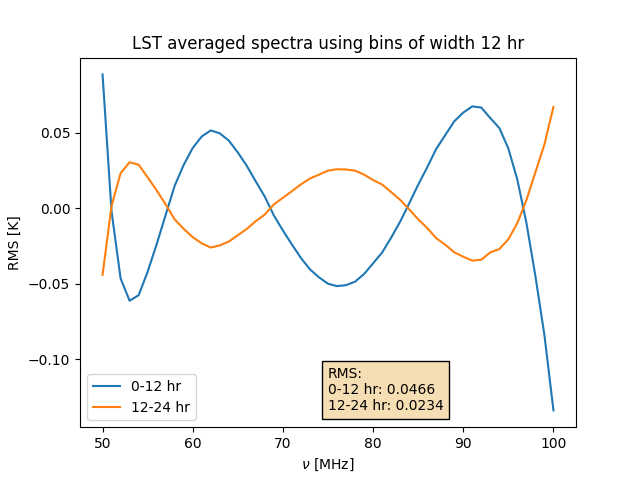 LST averaged spectra using bins of width 12 hr
RMS [K]
0.05
0.00
−0.05
−0.10
0-12 hr
12-24 hr
RMS:
0-12 hr: 0.0466
12-24 hr: 0.0234
50 60 70 80 90 100
ν [MHz]